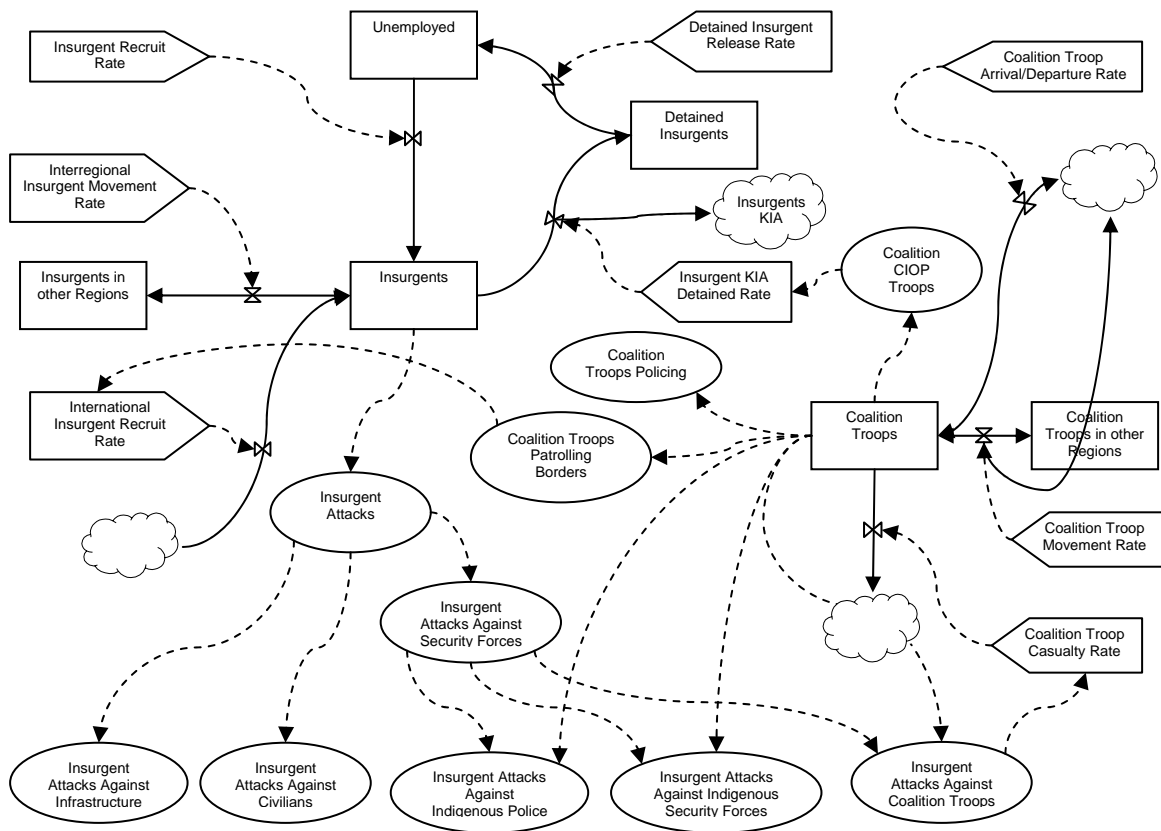 Unemployed
Insurgent Recruit
Rate
Detained Insurgent
Release Rate
Coalition Troop
Arrival/Departure Rate
Detained
Insurgents
Interregional
Insurgent Movement
Rate
Insurgents
KIA
Insurgents in
other Regions
Insurgents
Insurgent KIA
Detained Rate
Coalition
CIOP
Troops
Coalition
Troops Policing
International
Insurgent Recruit
Rate
Coalition Troops
Patrolling
Borders
Coalition
Troops
Coalition
Troops in other
Regions
Insurgent
Attacks
Coalition Troop
Movement Rate
Insurgent
Attacks Against
Security Forces
Coalition Troop
Casualty Rate
Insurgent
Attacks Against
Infrastructure
Insurgent
Attacks Against
Civilians
Insurgent Attacks
Against
Indigenous Police
Insurgent Attacks
Against Indigenous
Security Forces
Insurgent
Attacks Against
Coalition Troops